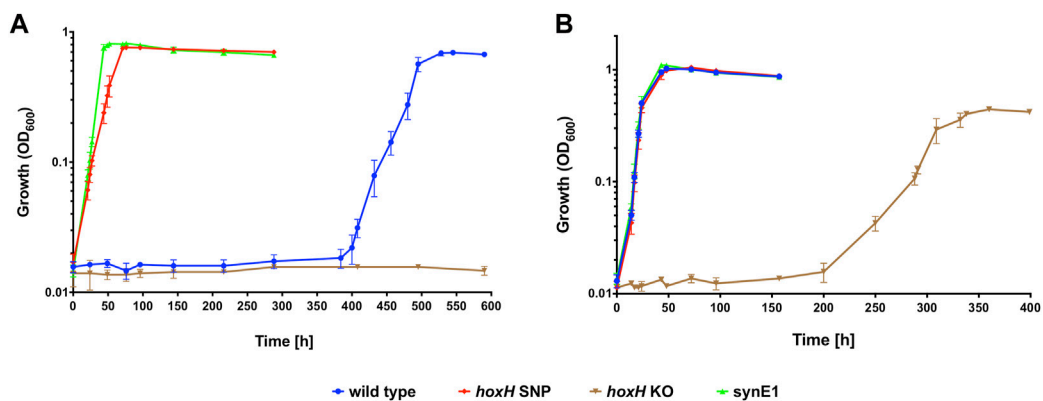 A
Growth (OD600)
1
0.1
0.01
0 50 100 150 200 250 300 350 400 450 500 550 600
Time [h]
B
Growth (OD600)
1.0
0.1
0.01
0 50 100 150 200 250 300 350 400
Time [h]
wild type hoxH SNP hoxH KO synE1